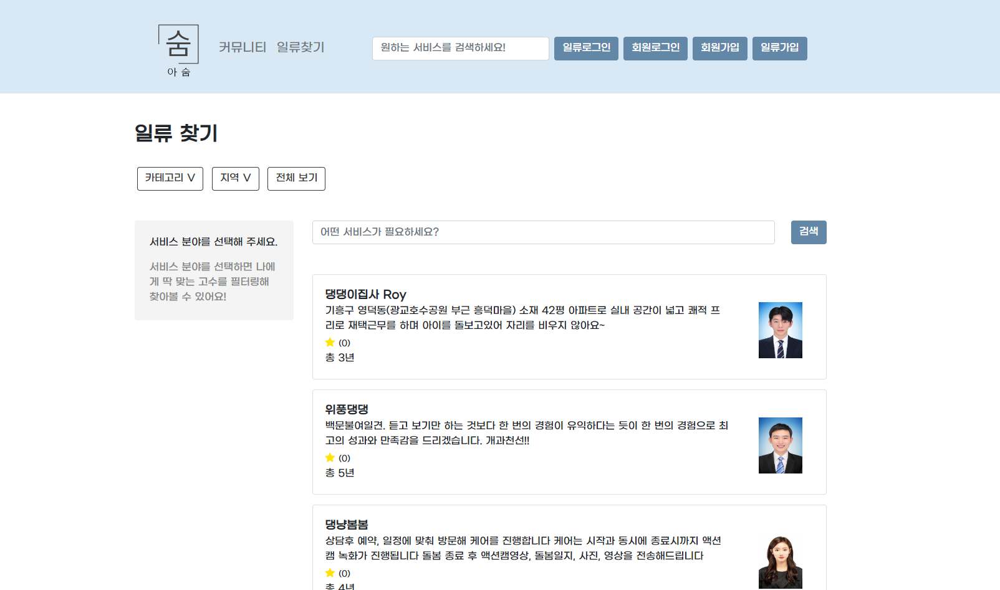 숨
아 숨
커뮤니티 일류찾기
원하는 서비스를 검색하세요!
일류로그인
회원로그인
회원가입
일류가입
일류 찾기
카테고리 V
지역 V
전체 보기
서비스 분야를 선택해 주세요.
서비스 분야를 선택하면 나에
게 딱 맞는 고수를 필터링해
찾아볼 수 있어요!
어떤 서비스가 필요하세요?
검색
댕댕이집사 Roy
기흥구 영덕동(광교호수공원 부근 흥덕마을) 소재 42평 아파트로 실내 공간이 넓고 쾌적 프
리로 재택근무를 하며 아이를 돌보고있어 자리를 비우지 않아요~
(0)
총 3년
위풍댕댕
백문불여일견. 듣고 보기만 하는 것보다 한 번의 경험이 유익하다는 듯이 한 번의 경험으로 최
고의 성과와 만족감을 드리겠습니다. 개과천선!!
(0)
총 5년
댕냥봄봄
상담후 예약, 일정에 맞춰 방문해 케어를 진행합니다 케어는 시작과 동시에 종료시까지 액션
캠 녹화가 진행됩니다 돌봄 종료 후 액션캠영상, 돌봄일지, 사진, 영상을 전송해드립니다
(0)
총 4년